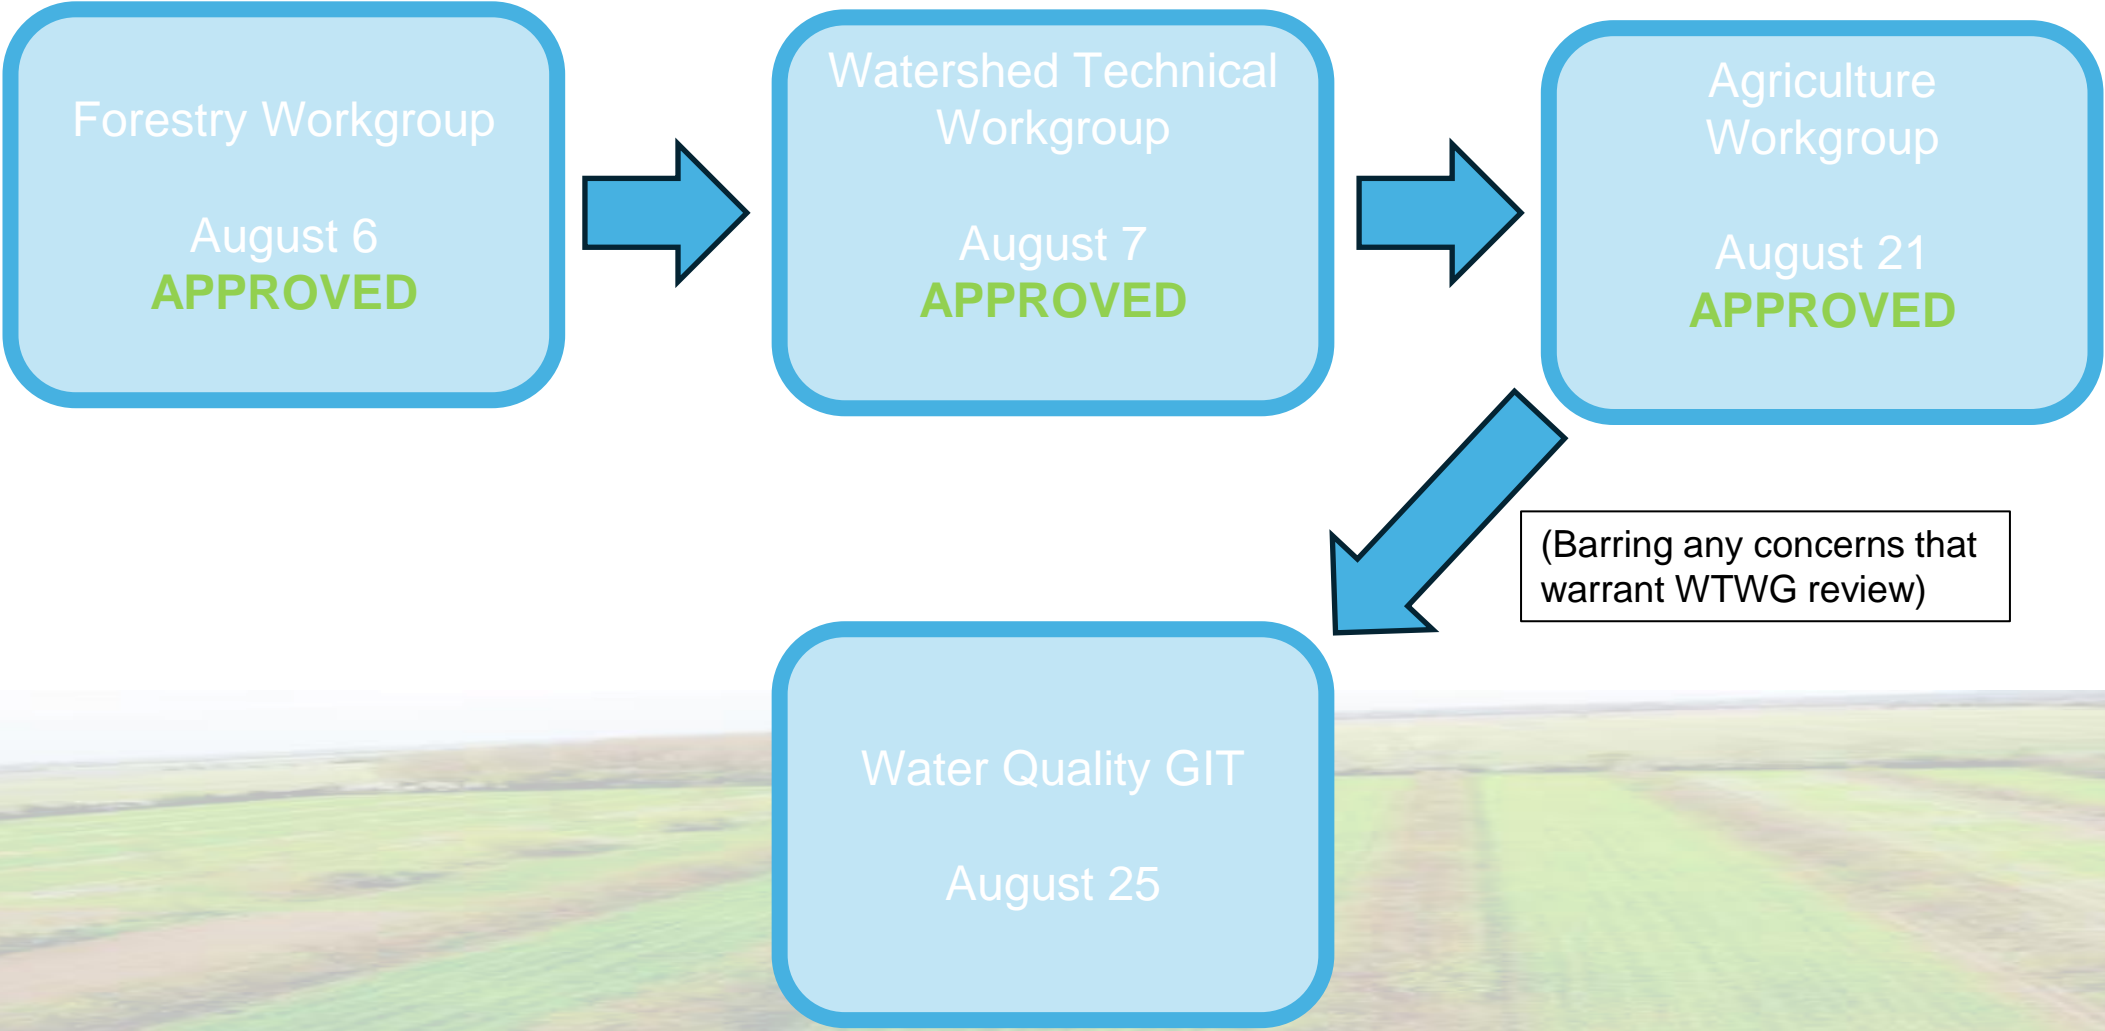 Forestry Workgroup
August 6
APPROVED
Watershed Technical
Workgroup
August 7
APPROVED
Agriculture
Workgroup
August 21
APPROVED
(Barring any concerns that
warrant WTWG review)
Water Quality GIT
August 25